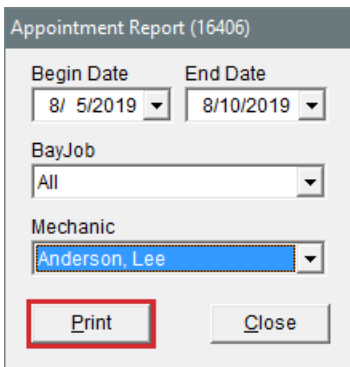 Appointment Report (16406)
Begin Date End Date
8/ 5/2019 8/10/2019
BayJob
All
Mechanic
Anderson, Lee
Print Close